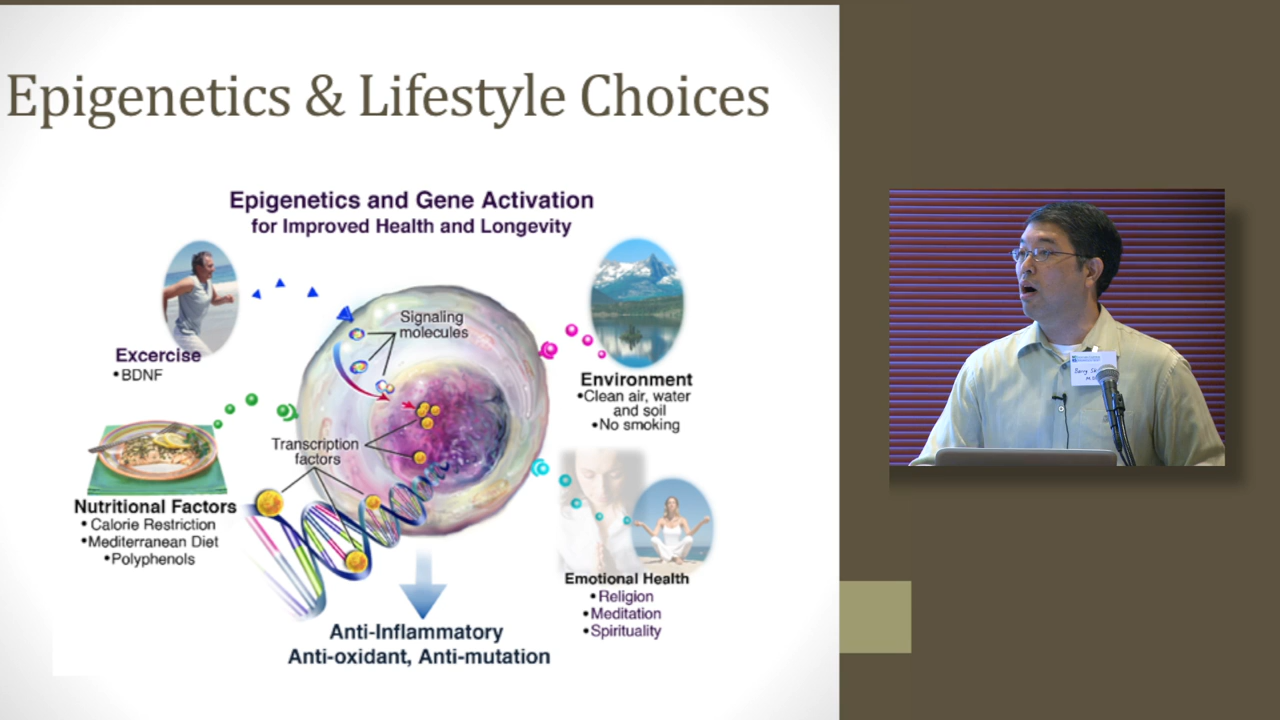 Epigenetics & Lifestyle Choices
Epigenetics and Gene Activation
for Improved Health and Longevity
Signaling
molecules
Excercise
•BDNF
Environment
•Clean air, water
and soil
•No smoking
Transcription
factors
Nutritional Factors
• Calorie Restriction
•Mediterranean Diet
•Polyphenols
Emotional Health
• Religion
• Meditation
• Spirituality
Anti-Inflammatory
Anti-oxidant, Anti-mutation